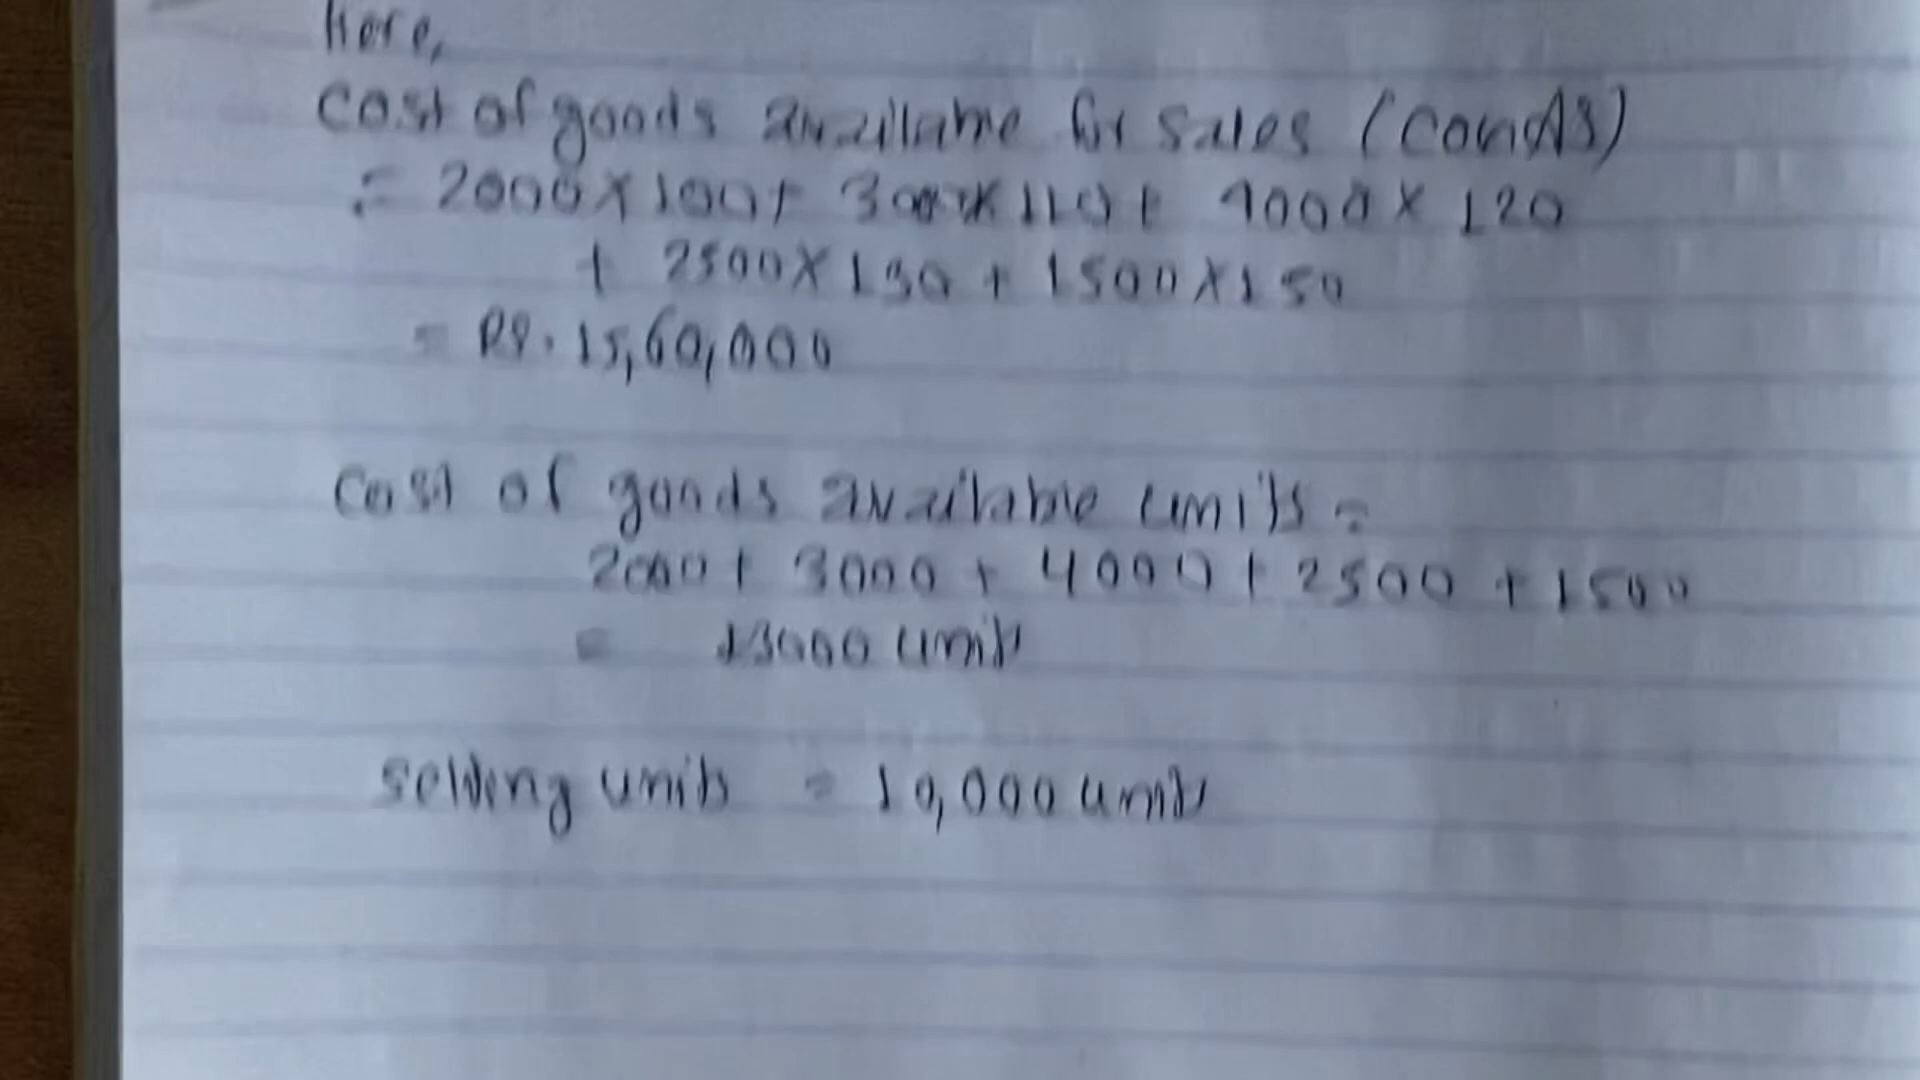 Here,
Cost of goods available for sales (COGAS)
= 2000 X 100 + 3000 X 110 + 4000 X 120
+ 2500 X 130 + 1500 X 150
= RS. 15,60,000
Cost of goods available units =
2000 + 3000 + 4000 + 2500 + 1500
= 13000 units
selling units = 10,000 units